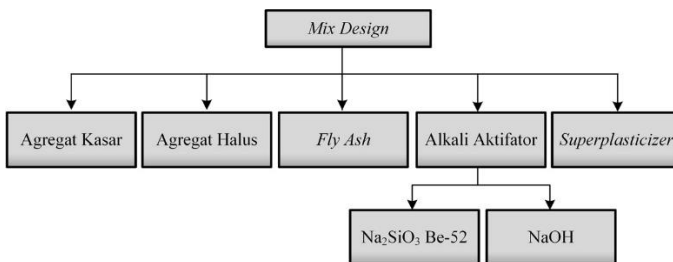 Mix Design
Agregat Kasar
Agregat Halus
Fly Ash
Alkali Aktifator
Superplasticizer
Na₂SiO₃ Be-52
NaOH